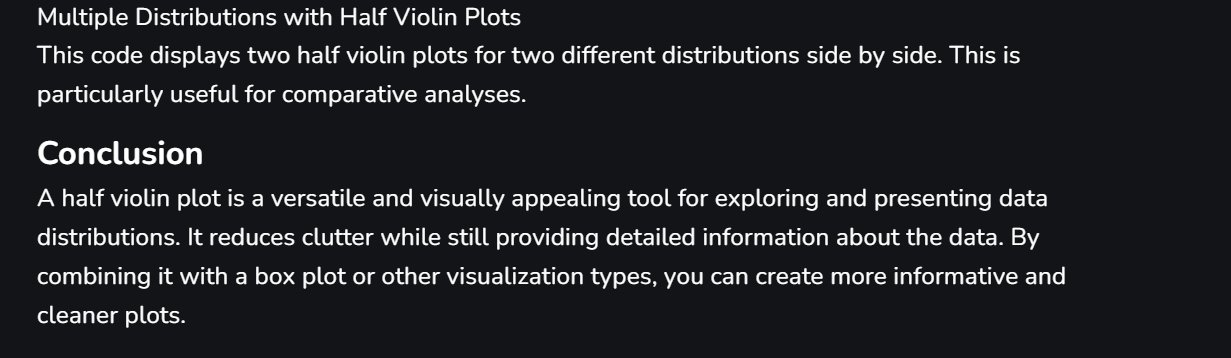 Multiple Distributions with Half Violin Plots
This code displays two half violin plots for two different distributions side by side. This is
particularly useful for comparative analyses.
Conclusion
A half violin plot is a versatile and visually appealing tool for exploring and presenting data
distributions. It reduces clutter while still providing detailed information about the data. By
combining it with a box plot or other visualization types, you can create more informative and
cleaner plots.